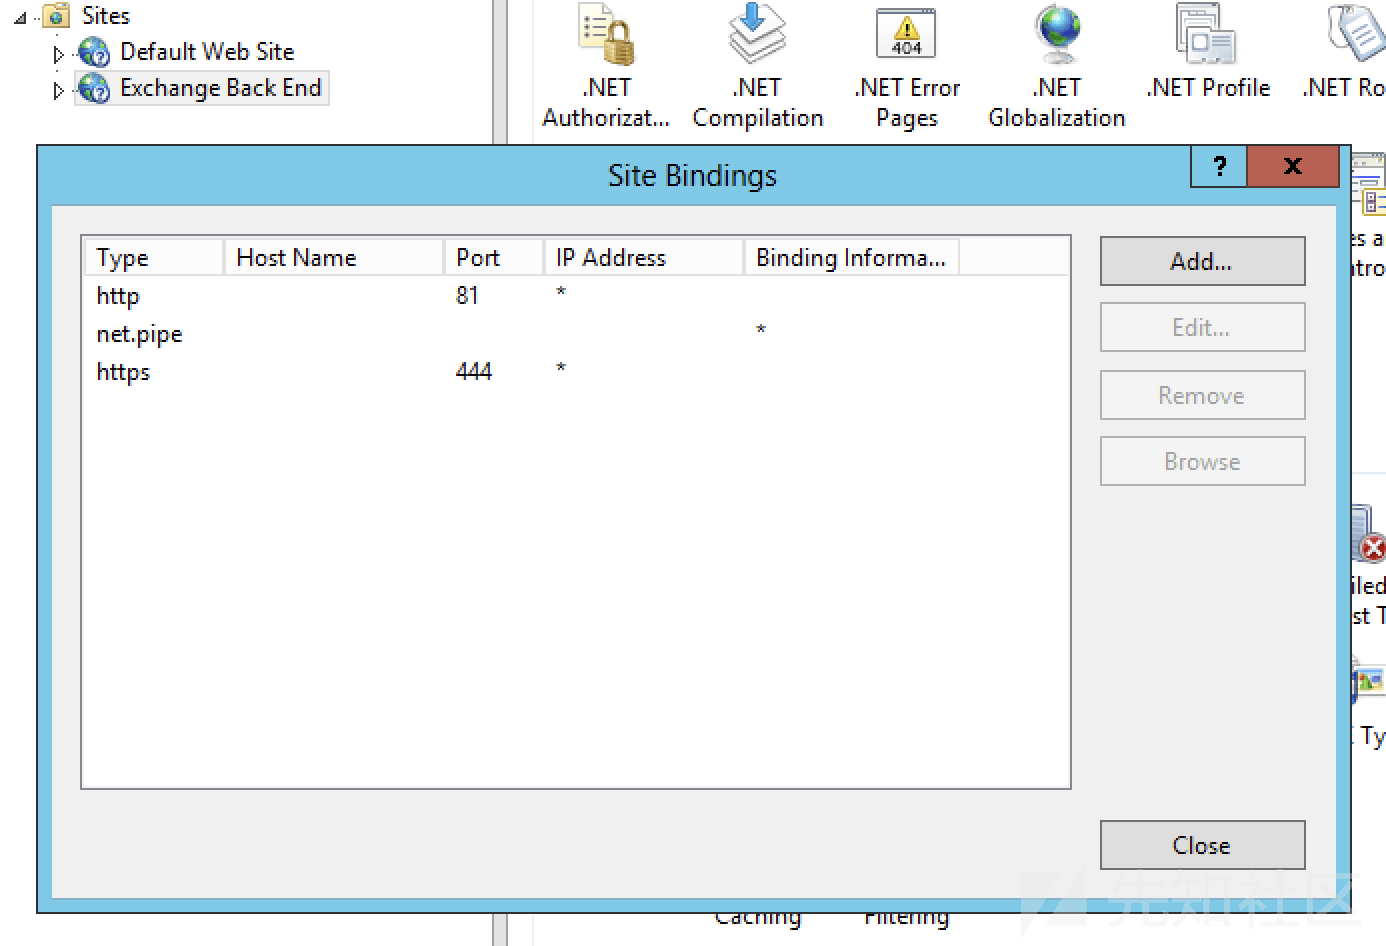 Sites
Default Web Site
Exchange Back End
.NET
Authorizat...
.NET
Compilation
404
.NET Error
Pages
.NET
Globalization
.NET Profile
.NET Ro
Site Bindings
?
X
Type Host Name Port IP Address Binding Informa...
http 81 *
net.pipe *
https 444 *
Add...
Edit...
Remove
Browse
Close
es a
tro
iled
st T
Ty
Caching
Filtering
先知社区